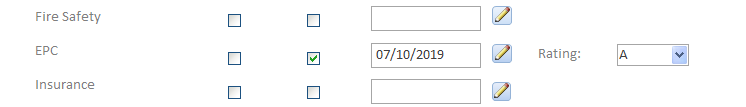 Fire Safety
EPC 07/10/2019 Rating: A
Insurance